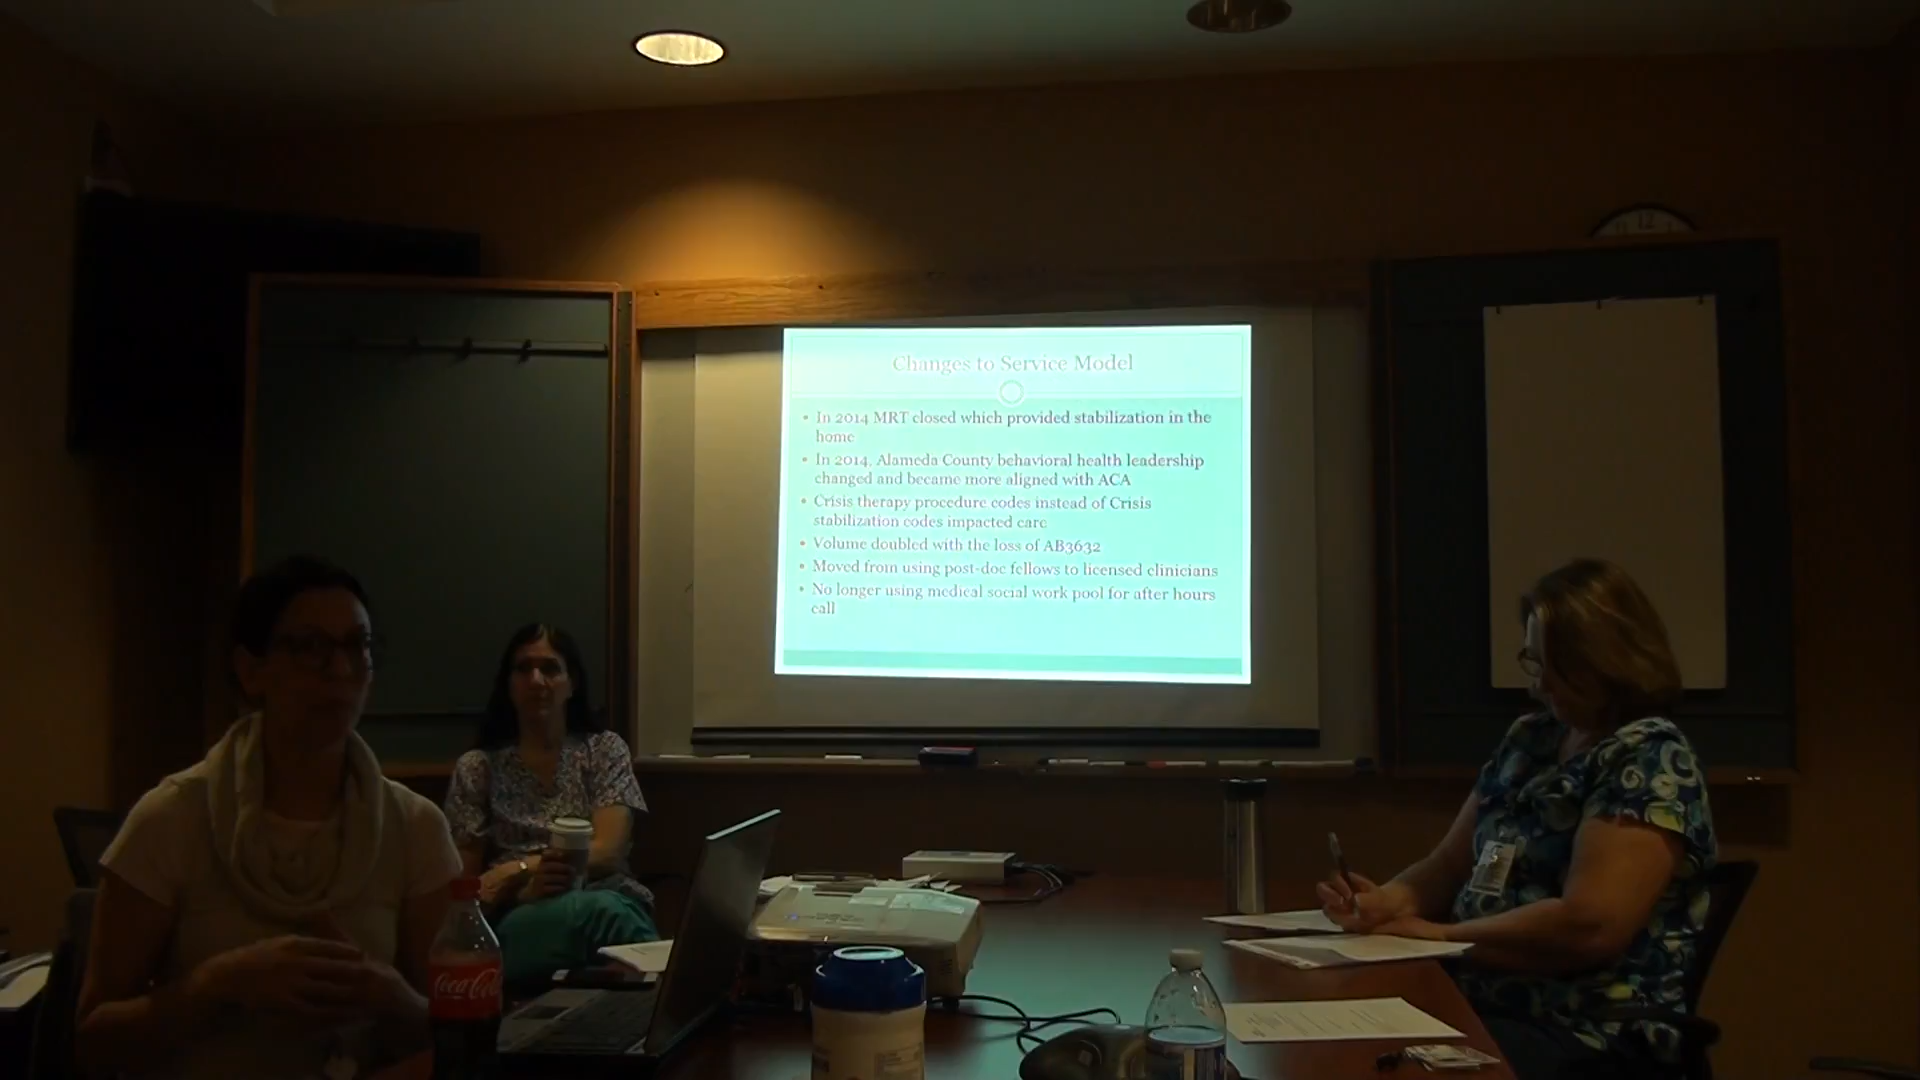 12
Changes to Service Model
• In 2014 MRT closed which provided stabilization in the
home
• In 2014, Alameda County behavioral health leadership
changed and became more aligned with ACA
• Crisis therapy procedure codes instead of Crisis
stabilization codes impacted care
• Volume doubled with the loss of AB3632
• Moved from using post-doc fellows to licensed clinicians
• No longer using medical social work pool for after hours
call
Coca-Cola